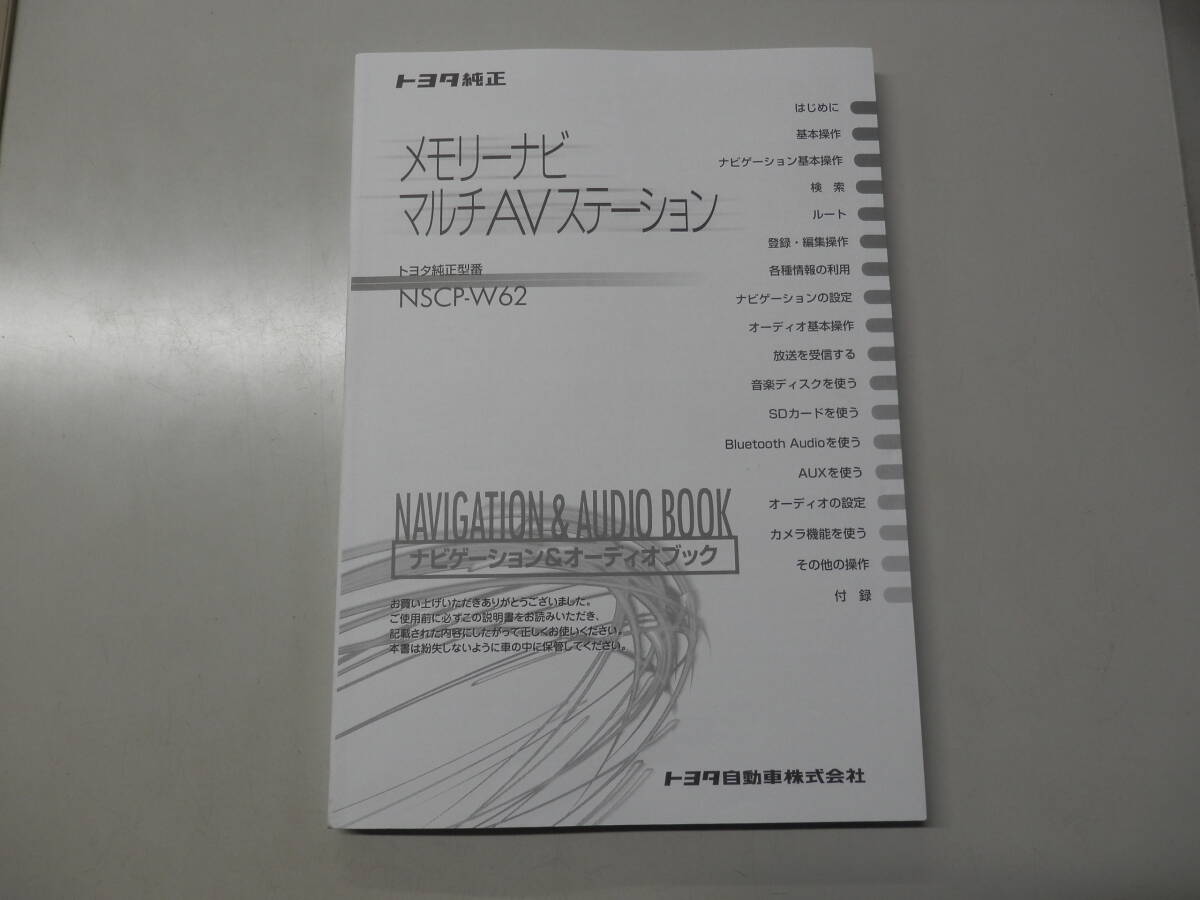 トヨタ純正
メモリーナビ
マルチAVステーション
トヨタ純正型番
NSCP-W62
はじめに
基本操作
ナビゲーション基本操作
検 索
ルート
登録・編集操作
各種情報の利用
ナビゲーションの設定
オーディオ基本操作
放送を受信する
音楽ディスクを使う
SDカードを使う
Bluetooth Audioを使う
AUXを使う
オーディオの設定
カメラ機能を使う
その他の操作
付 録
NAVIGATION & AUDIO BOOK
ナビゲーション&オーディオブック
お買い上げいただきありがとうございました。
ご使用前に必ずこの説明書をお読みいただき、
記載された内容にしたがって正しくお使いください。
本書は紛失しないように車の中に保管してください。
トヨタ自動車株式会社